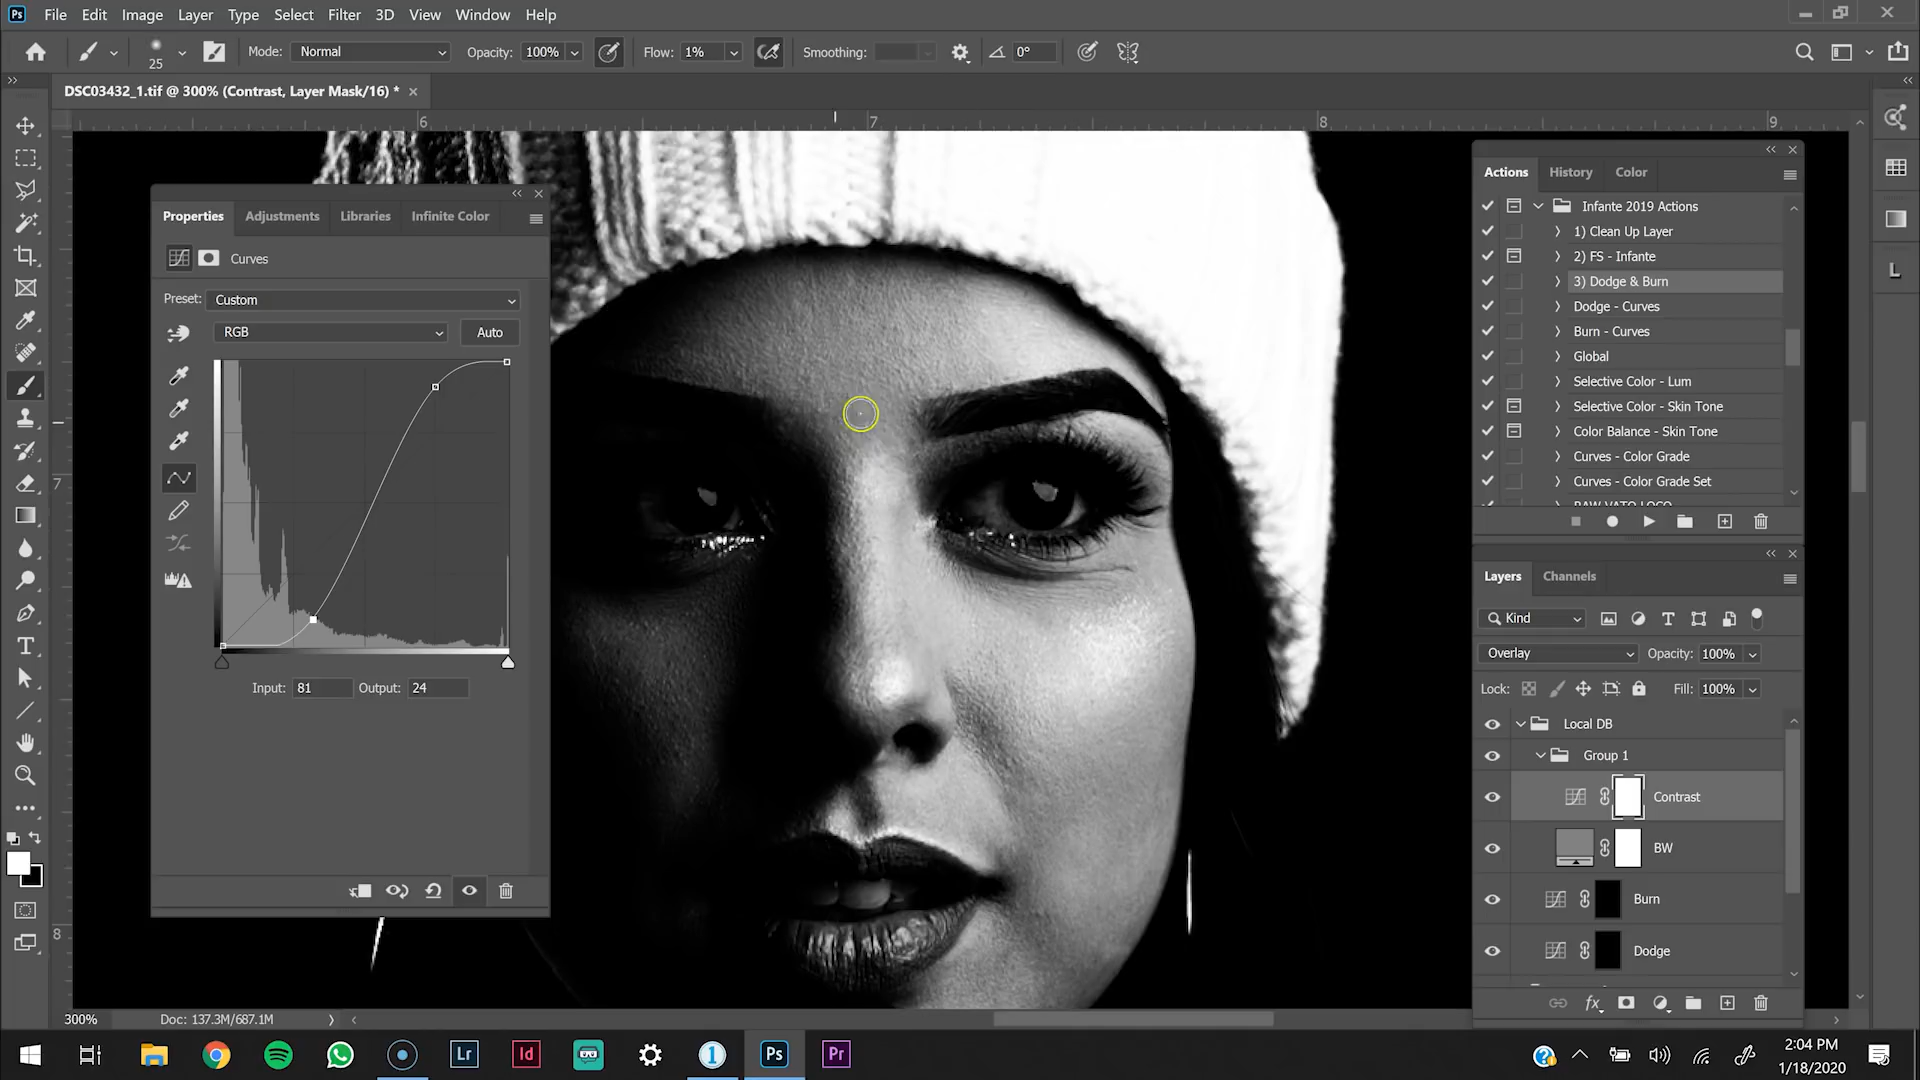 Ps File Edit Image Layer Type Select Filter 3D View Window Help
25 Mode: Normal Opacity: 100% Flow: 1% Smoothing: 0°
DSC03432_1.tif @ 300% (Contrast, Layer Mask/16) * ×
6 7 8 9
7
8
Properties Adjustments Libraries Infinite Color
Curves
Preset: Custom
RGB Auto
Input: 81 Output: 24
Actions History Color
Infante 2019 Actions
1) Clean Up Layer
2) FS - Infante
3) Dodge & Burn
Dodge - Curves
Burn - Curves
Global
Selective Color - Lum
Selective Color - Skin Tone
Color Balance - Skin Tone
Curves - Color Grade
Curves - Color Grade Set
L
Layers Channels
Kind
Overlay Opacity: 100%
Lock: Fill: 100%
Local DB
Group 1
Contrast
BW
Burn
Dodge
fx
300% Doc: 137.3M/687.1M
Lr Id 1 Ps Pr
2:04 PM
1/18/2020